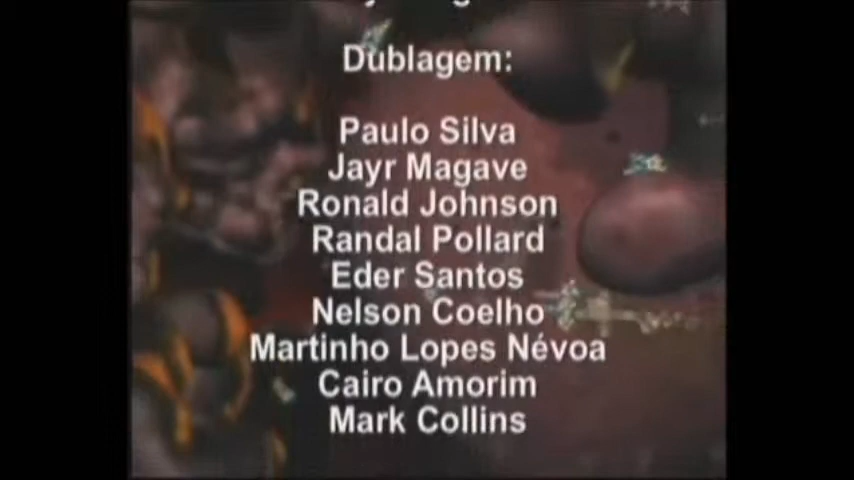 Dublagem:
Paulo Silva
Jayr Magave
Ronald Johnson
Randal Pollard
Eder Santos
Nelson Coelho
Martinho Lopes Névoa
Cairo Amorim
Mark Collins